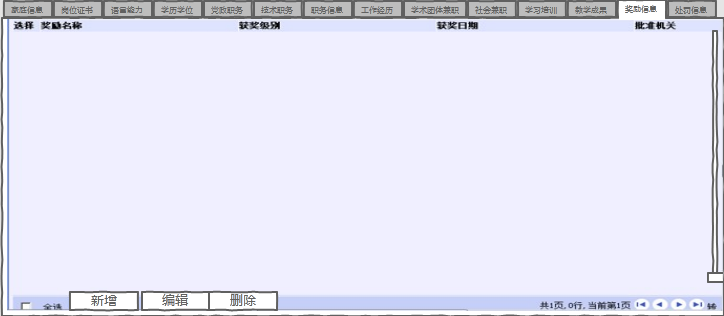 家庭信息 岗位证书 语言能力 学历学位 党政职务 技术职务 职务信息 工作经历 学术团体兼职 社会兼职 学习培训 教学成果 奖励信息 处罚信息
选择 奖励名称 获奖级别 获奖日期 批准机关
全选 新增 编辑 删除 共1页, 0行, 当前第1页 转